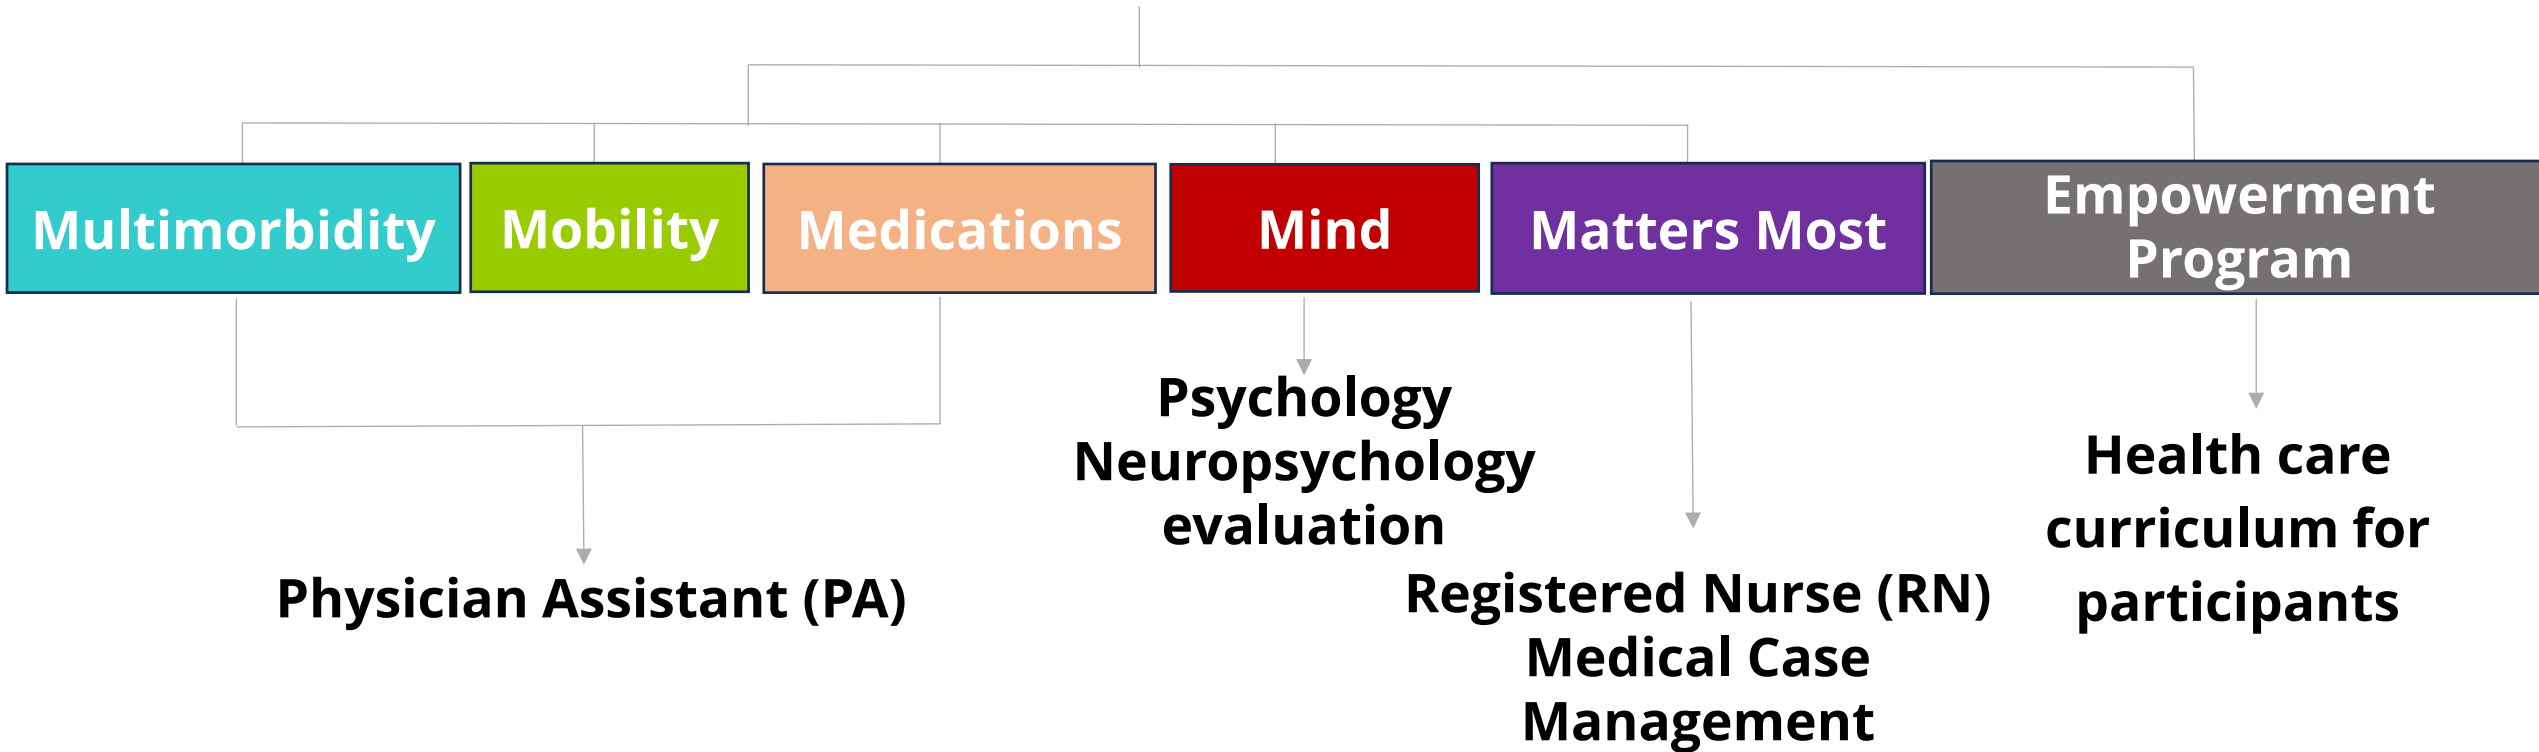 Multimorbidity
Mobility
Medications
Mind
Matters Most
Empowerment
Program
Physician Assistant (PA)
Psychology
Neuropsychology
evaluation
Registered Nurse (RN)
Medical Case
Management
Health care
curriculum for
participants